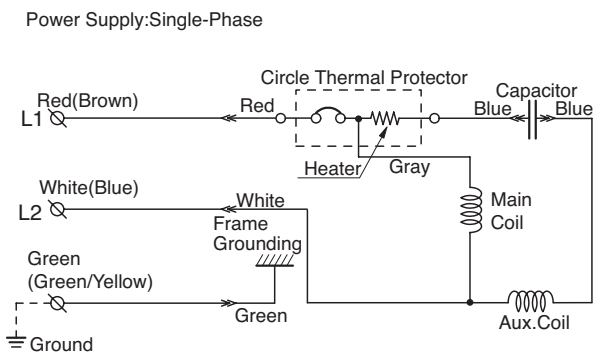 Power Supply:Single-Phase
Circle Thermal Protector
Capacitor
Red(Brown)
Red
Blue
Blue
L1
Heater
Gray
White(Blue)
White
Main
Coil
L2
Frame
Grounding
Green
(Green/Yellow)
Green
Aux.Coil
Ground